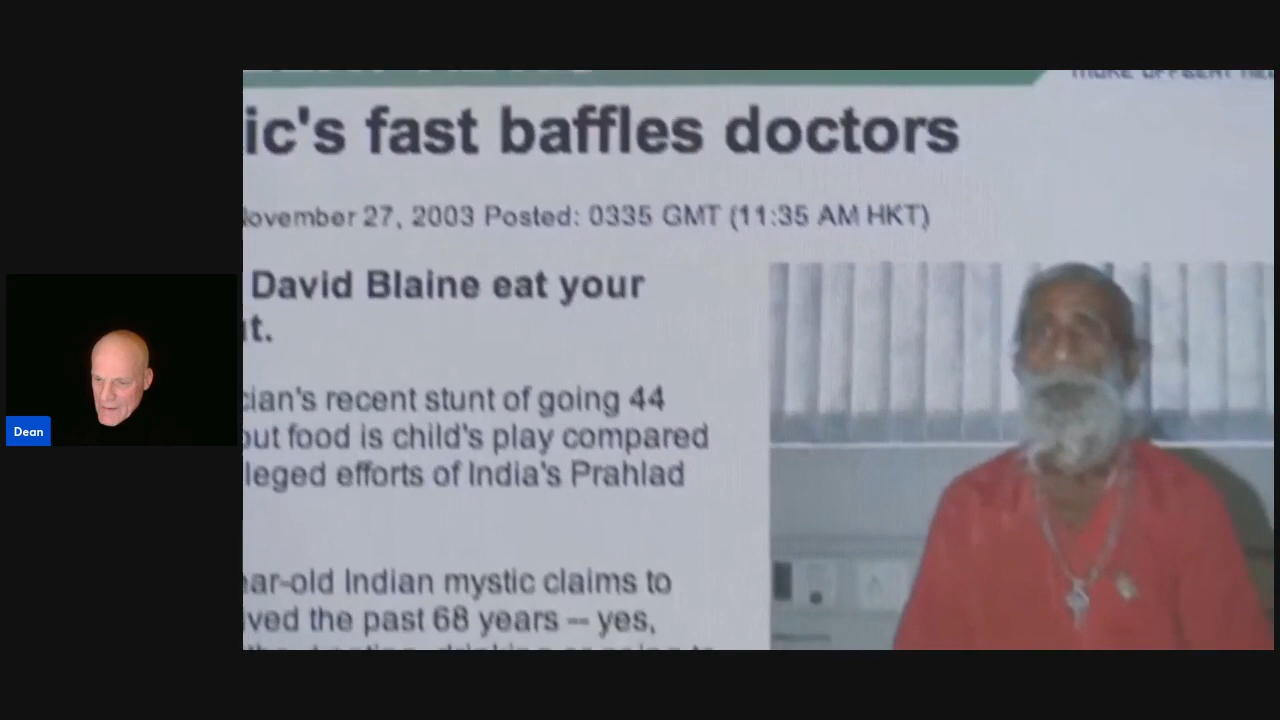 ic's fast baffles doctors
ovember 27, 2003 Posted: 0335 GMT (11:35 AM HKT)
David Blaine eat your
t.
cian's recent stunt of going 44
out food is child's play compared
leged efforts of India's Prahlad
ar-old Indian mystic claims to
ved the past 68 years -- yes,
Dean